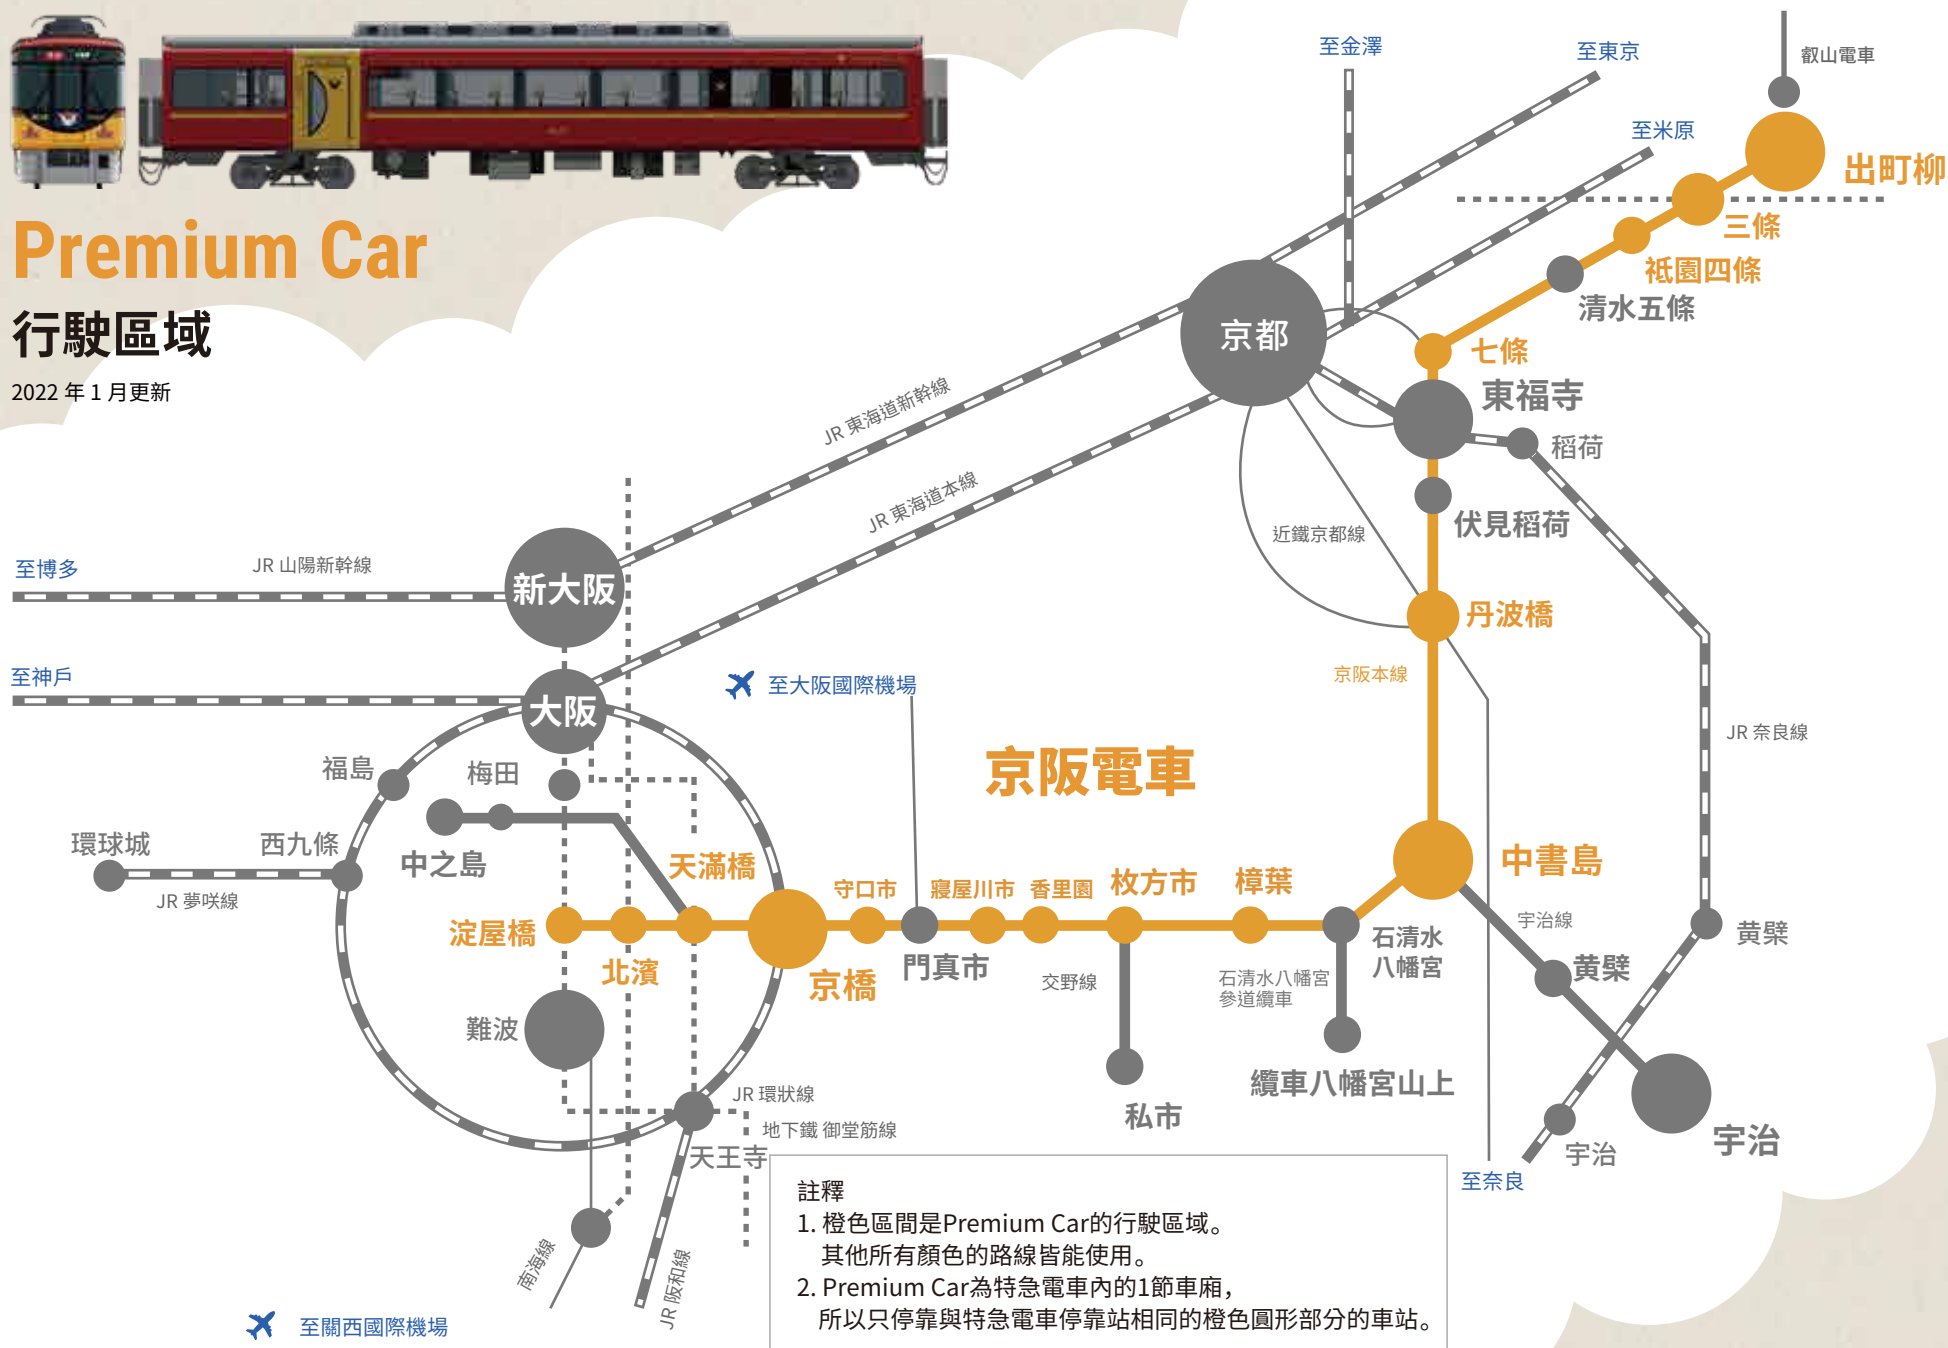 Premium Car
行駛區域
2022 年 1 月更新
至金澤
至東京
至米原
叡山電車
出町柳
三條
祇園四條
清水五條
七條
京都
東福寺
稻荷
伏見稻荷
JR 東海道新幹線
JR 東海道本線
近鐵京都線
至博多
JR 山陽新幹線
新大阪
丹波橋
京阪本線
至神戶
大阪
至大阪國際機場
JR 奈良線
京阪電車
福島
梅田
環球城
西九條
中之島
JR 夢咲線
天滿橋
淀屋橋
北濱
京橋
守口市
門真市
寢屋川市
香里園
枚方市
樟葉
中書島
石清水
八幡宮
宇治線
黃檗
黃檗
交野線
石清水八幡宮
參道纜車
難波
私市
纜車八幡宮山上
JR 環狀線
地下鐵 御堂筋線
天王寺
宇治
宇治
至奈良
南海線
JR 阪和線
至關西國際機場
註釋
1. 橙色區間是Premium Car的行駛區域。
其他所有顏色的路線皆能使用。
2. Premium Car為特急電車內的1節車廂，
所以只停靠與特急電車停靠站相同的橙色圓形部分的車站。